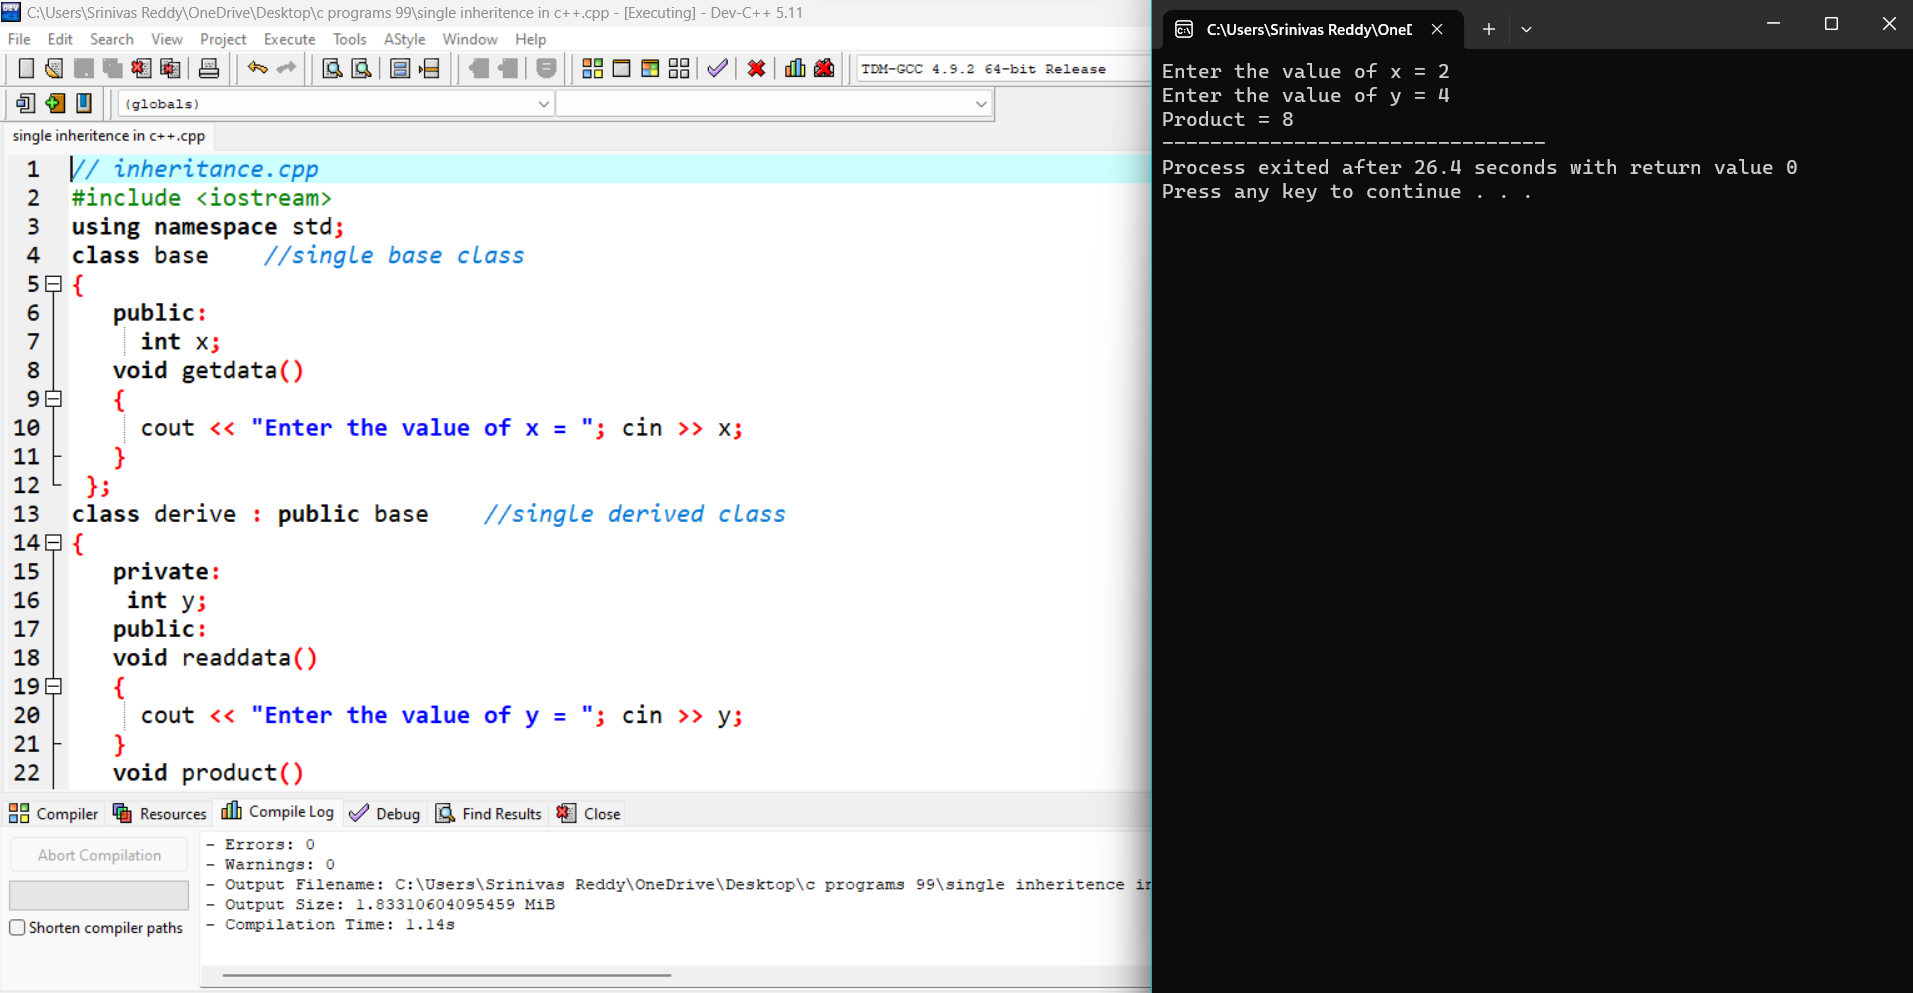 C:\Users\Srinivas Reddy\OneDrive\Desktop\c programs 99\single inheritence in c++.cpp - [Executing] - Dev-C++ 5.11
File Edit Search View Project Execute Tools AStyle Window Help
TDM-GCC 4.9.2 64-bit Release
(globals)
single inheritence in c++.cpp
1 // inheritance.cpp
2 #include <iostream>
3 using namespace std;
4 class base    //single base class
5 {
6    public:
7      int x;
8    void getdata()
9    {
10      cout << "Enter the value of x = "; cin >> x;
11    }
12  };
13 class derive : public base    //single derived class
14 {
15    private:
16     int y;
17    public:
18    void readdata()
19    {
20      cout << "Enter the value of y = "; cin >> y;
21    }
22    void product()
Compiler Resources Compile Log Debug Find Results Close
Abort Compilation
Shorten compiler paths
- Errors: 0
- Warnings: 0
- Output Filename: C:\Users\Srinivas Reddy\OneDrive\Desktop\c programs 99\single inheritence in
- Output Size: 1.83310604095459 MiB
- Compilation Time: 1.14s
C:\Users\Srinivas Reddy\OneD
Enter the value of x = 2
Enter the value of y = 4
Product = 8
--------------------------------
Process exited after 26.4 seconds with return value 0
Press any key to continue . . .